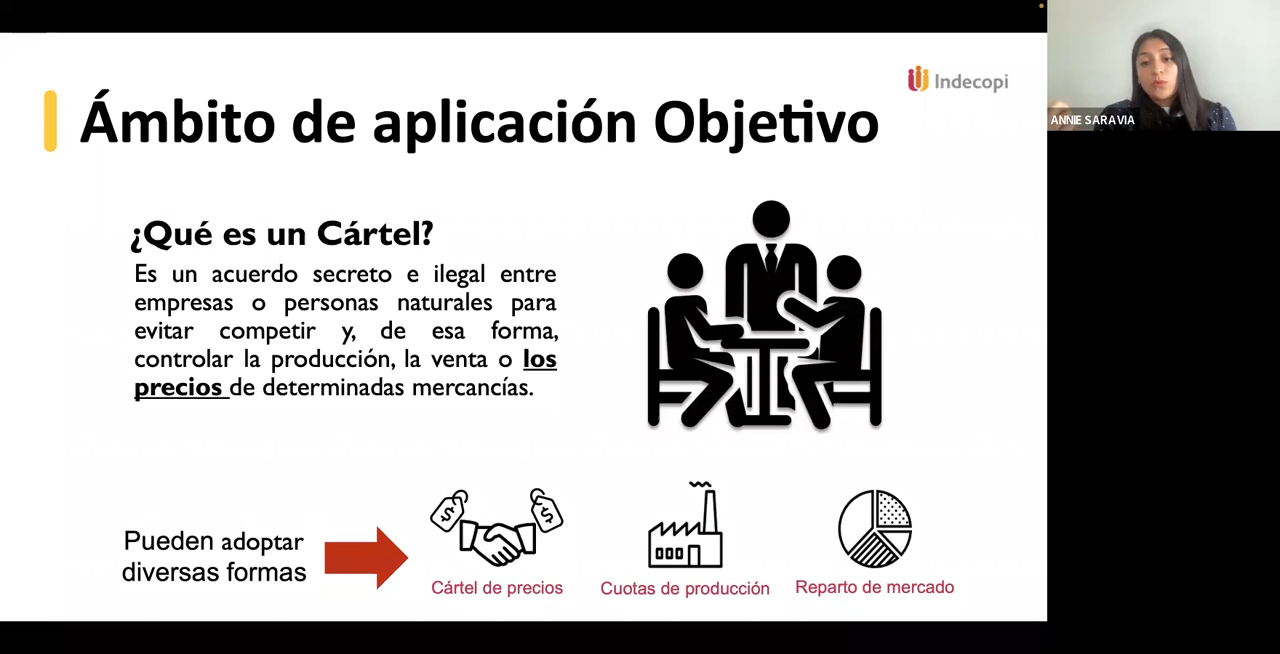 Indecopi
Ámbito de aplicación Objetivo
ANNIE SARAVIA
¿Qué es un Cártel?
Es un acuerdo secreto e ilegal entre
empresas o personas naturales para
evitar competir y, de esa forma,
controlar la producción, la venta o los
precios de determinadas mercancías.
Pueden adoptar
diversas formas
$ $
Cártel de precios
Cuotas de producción
Reparto de mercado